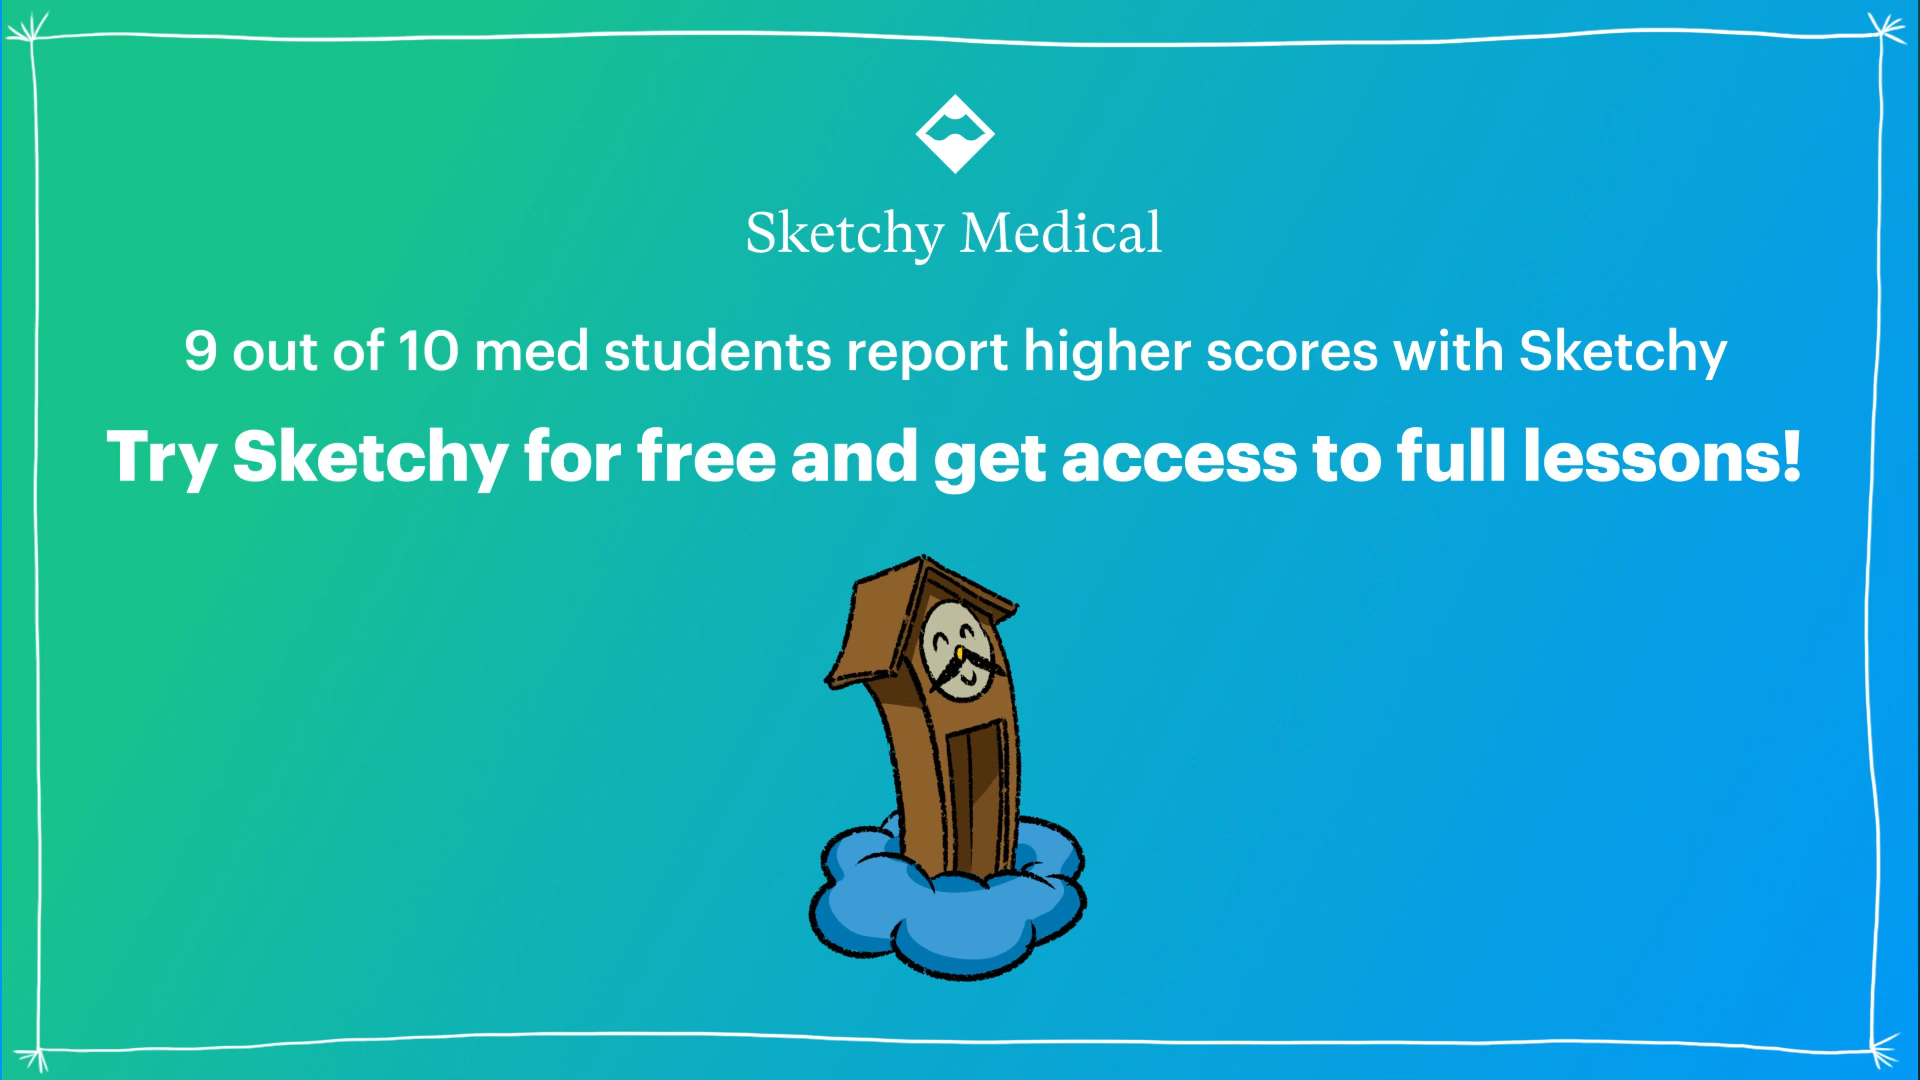 Sketchy Medical
9 out of 10 med students report higher scores with Sketchy
Try Sketchy for free and get access to full lessons!